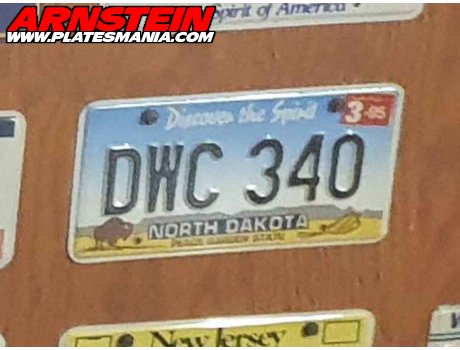 ARNSTEIN
WWW.PLATESMANIA.COM
Spirit of America
Discover the Spirit
3-95
DWC 340
NORTH DAKOTA
PEACE GARDEN STATE
New Jersey